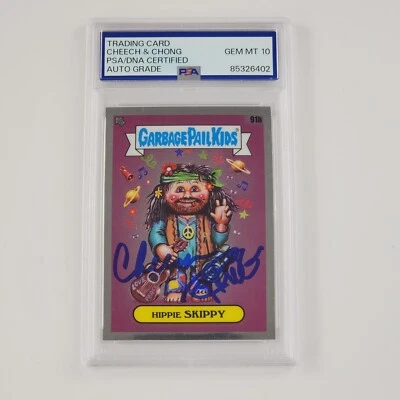 TRADING CARD
CHEECH & CHONG
PSA/DNA CERTIFIED
AUTO GRADE
GEM MT 10
PSA
85326402
91b
GARBAGE PAIL KIDS
HIPPIE SKIPPY